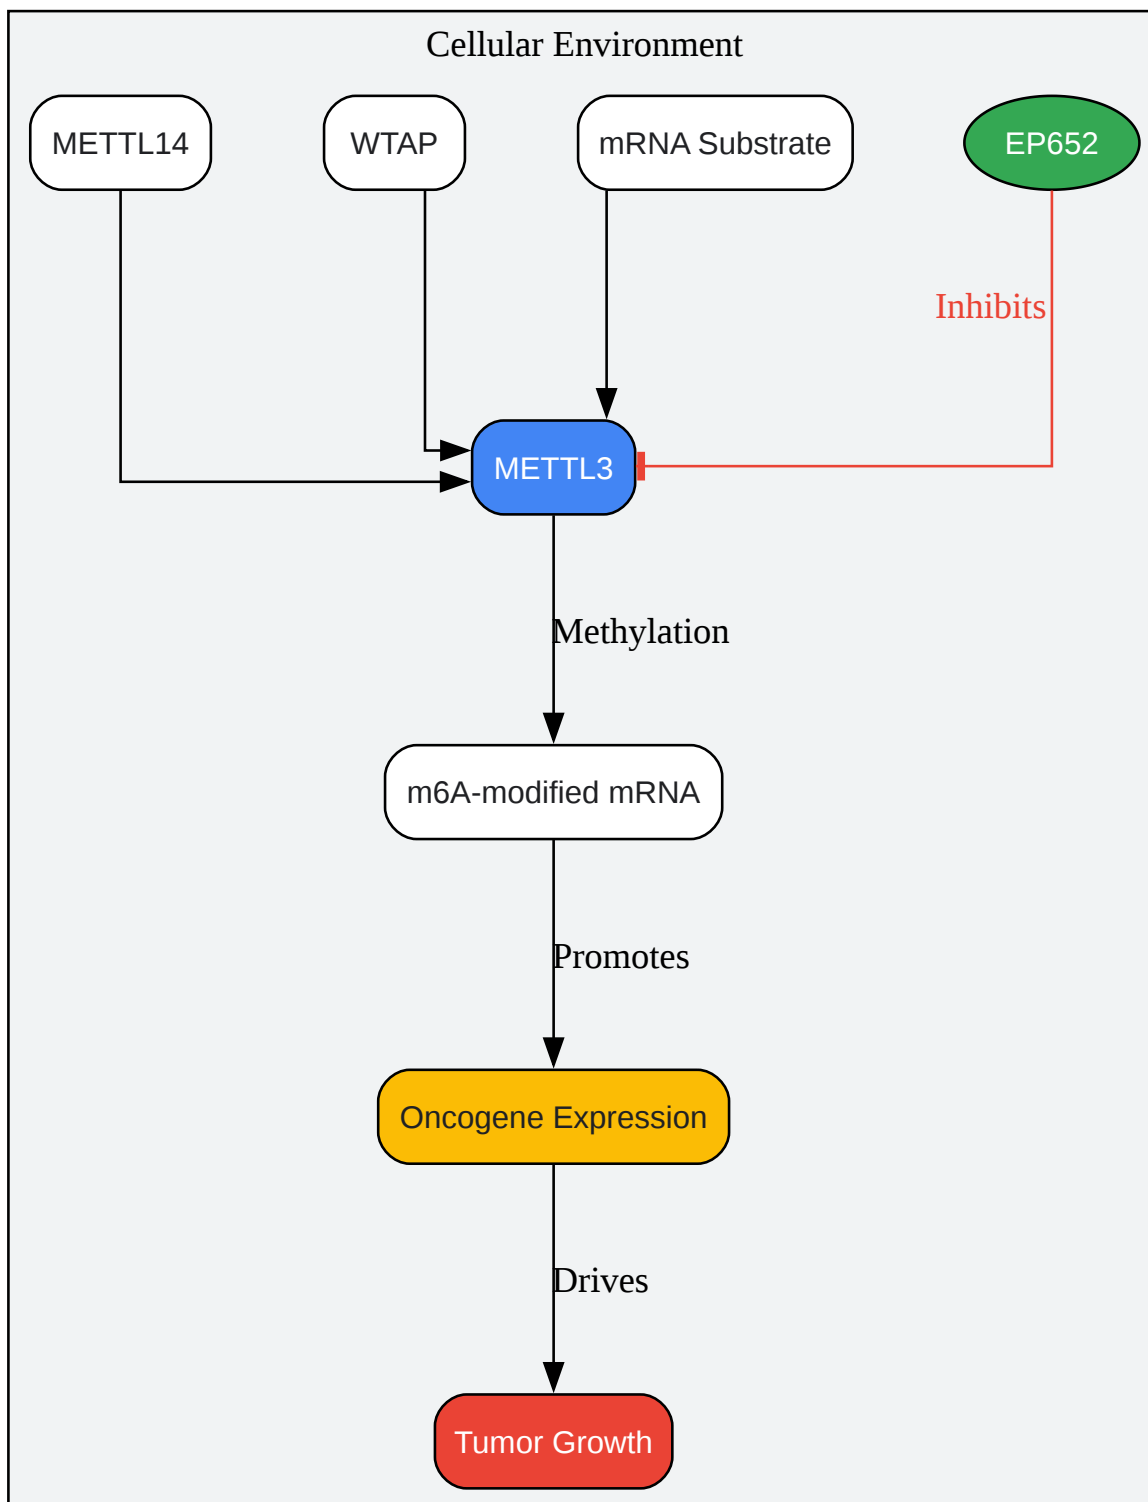 Cellular Environment
METTL14
WTAP
mRNA Substrate
EP652
Inhibits
METTL3
Methylation
m6A-modified mRNA
Promotes
Oncogene Expression
Drives
Tumor Growth